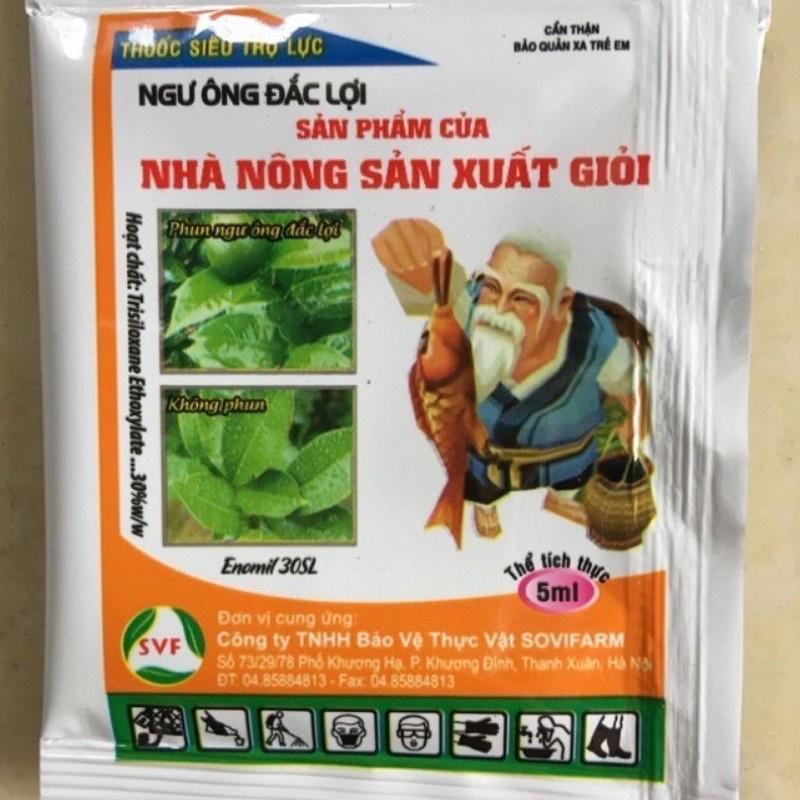 THUỐC SIÊU TRỢ LỰC
CẨN THẬN
BẢO QUẢN XA TRẺ EM
NGƯ ÔNG ĐẮC LỢI
SẢN PHẨM CỦA
NHÀ NÔNG SẢN XUẤT GIỎI
Hoạt chất: Trisiloxane Ethoxylate ...30%w/w
Phun ngư ông đắc lợi
Không phun
Enomil 30SL
Thể tích thực
5ml
SVF
Đơn vị cung ứng:
Công ty TNHH Bảo Vệ Thực Vật SOVIFARM
Số 73/29/78 Phố Khương Hạ, P. Khương Đình, Thanh Xuân, Hà Nội
ĐT: 04.85884813 - Fax: 04.85884813